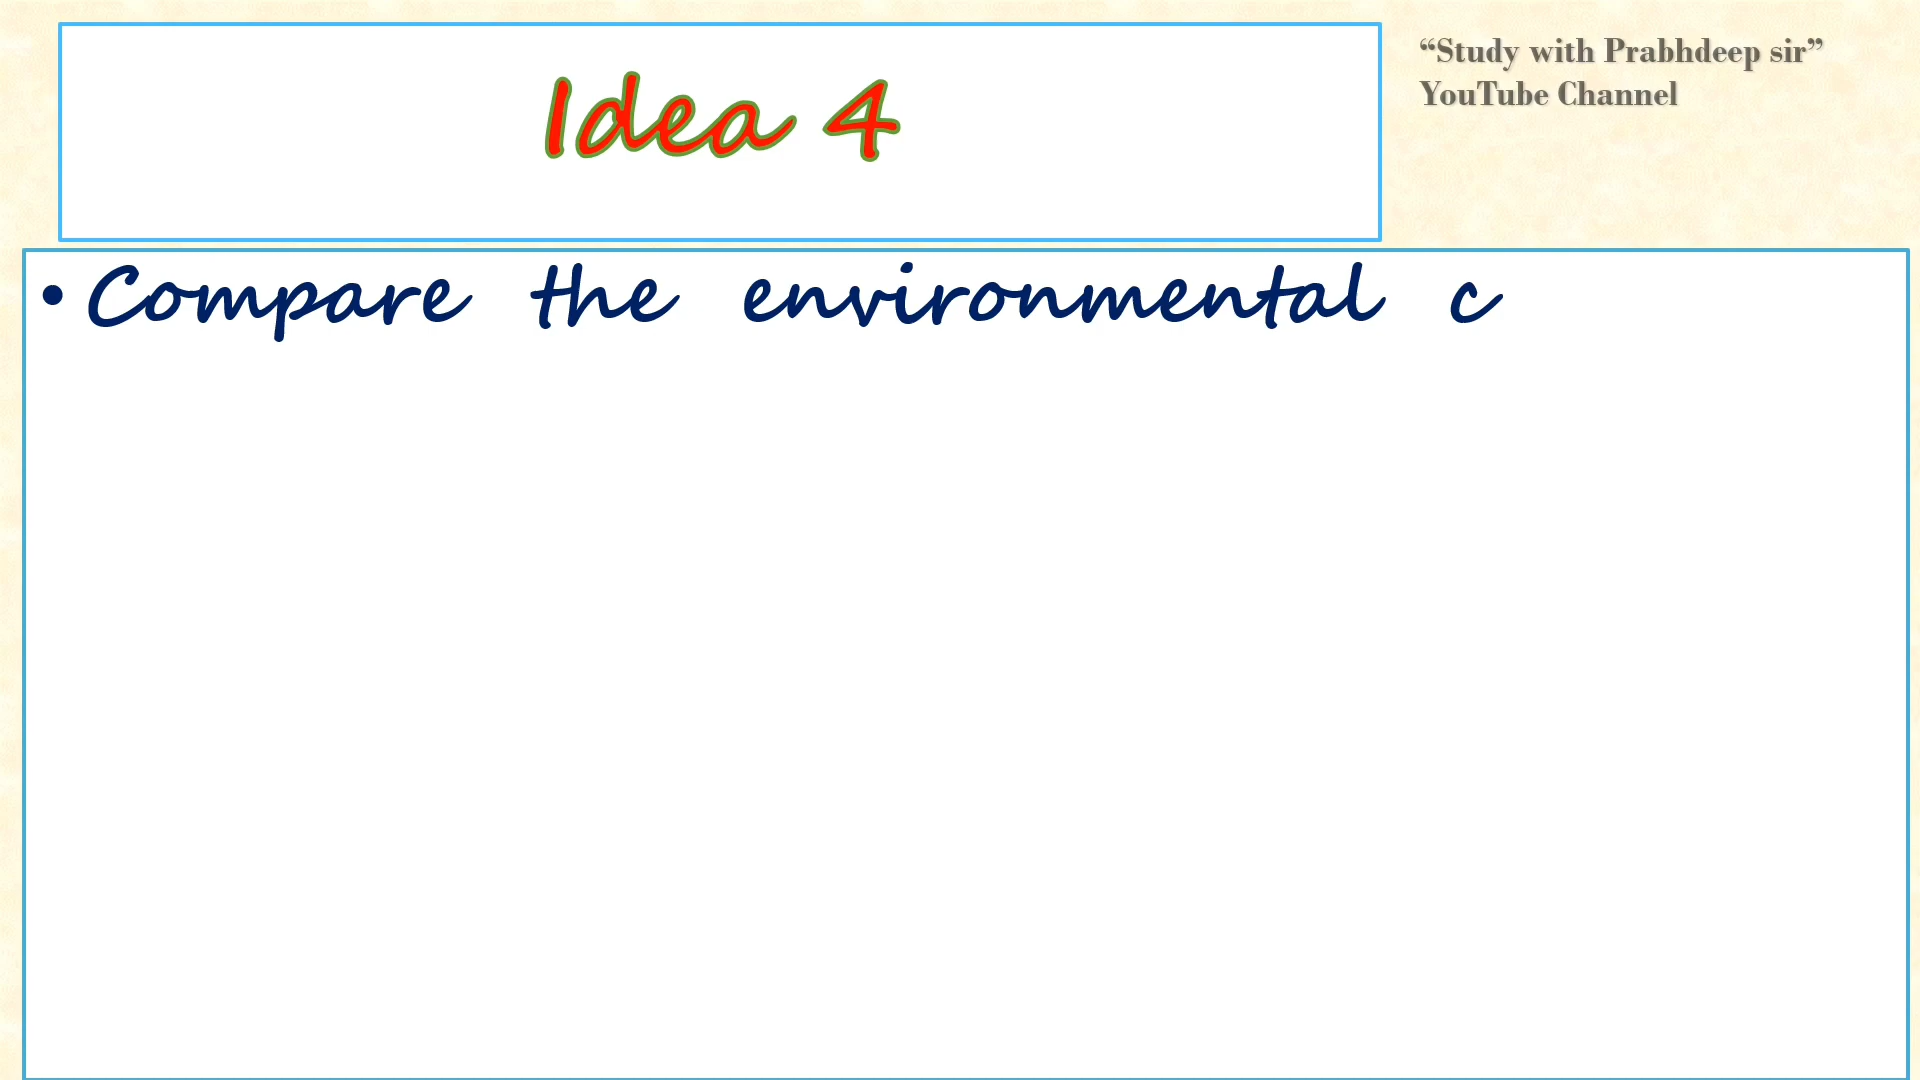 Idea 4
“Study with Prabhdeep sir”
YouTube Channel
• Compare the environmental c